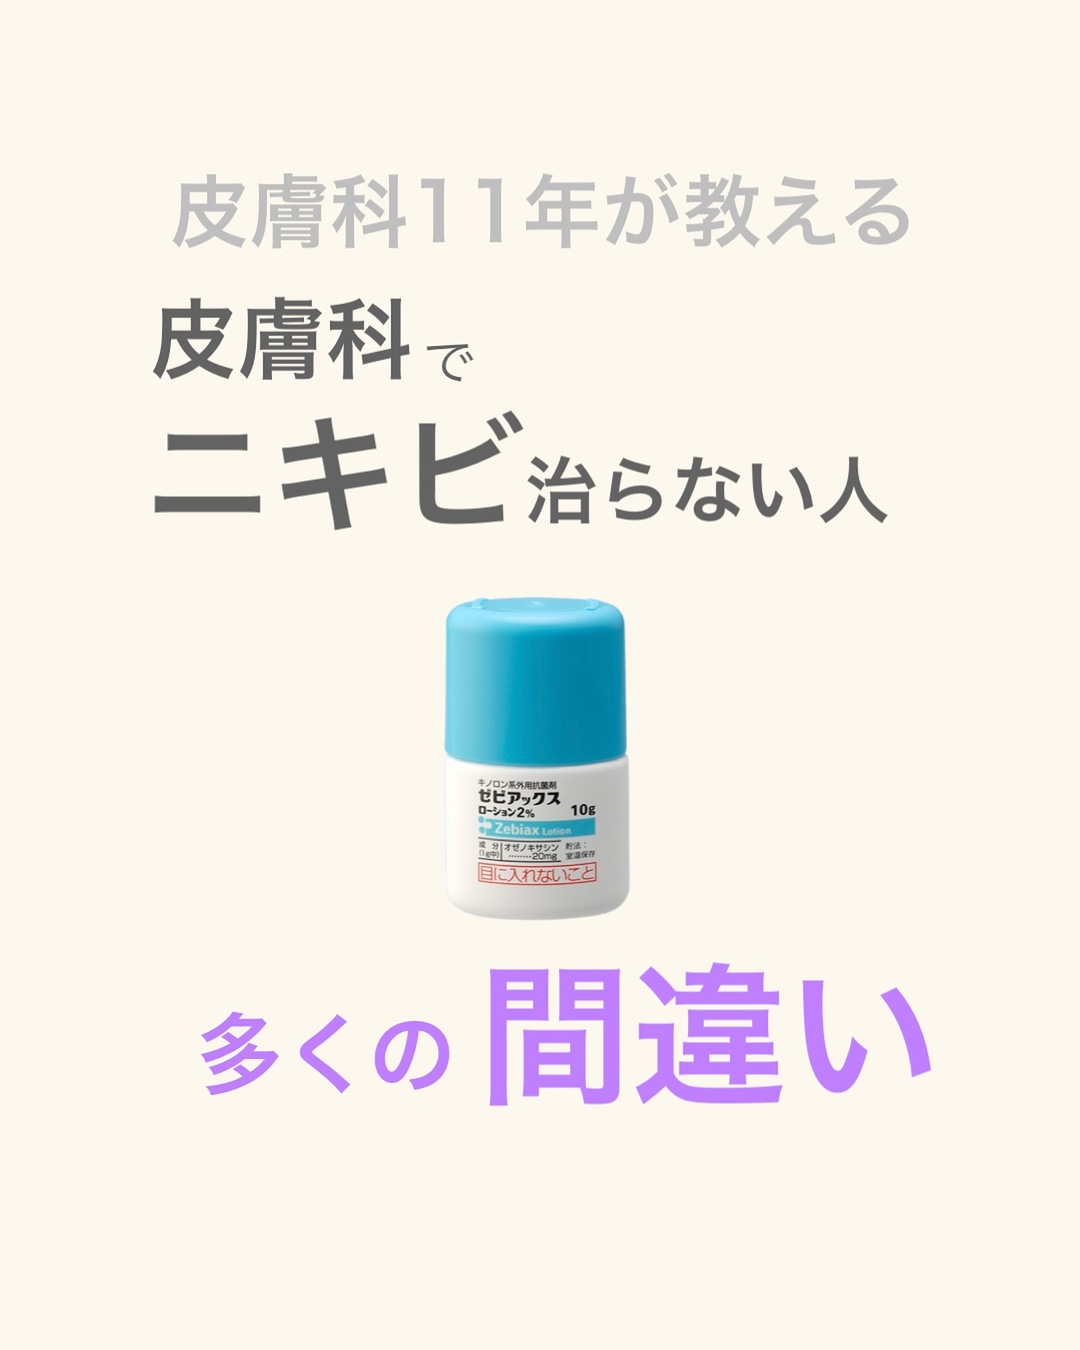 皮膚科11年が教える
皮膚科で
ニキビ治らない人
キノロン系外用抗菌剤
ゼビアックス
ローション2% 10g
Zebiax Lotion
成分 オゼノキサシン 貯法:
(1g中) ········20mg 室温保存
目に入れないこと
多くの間違い